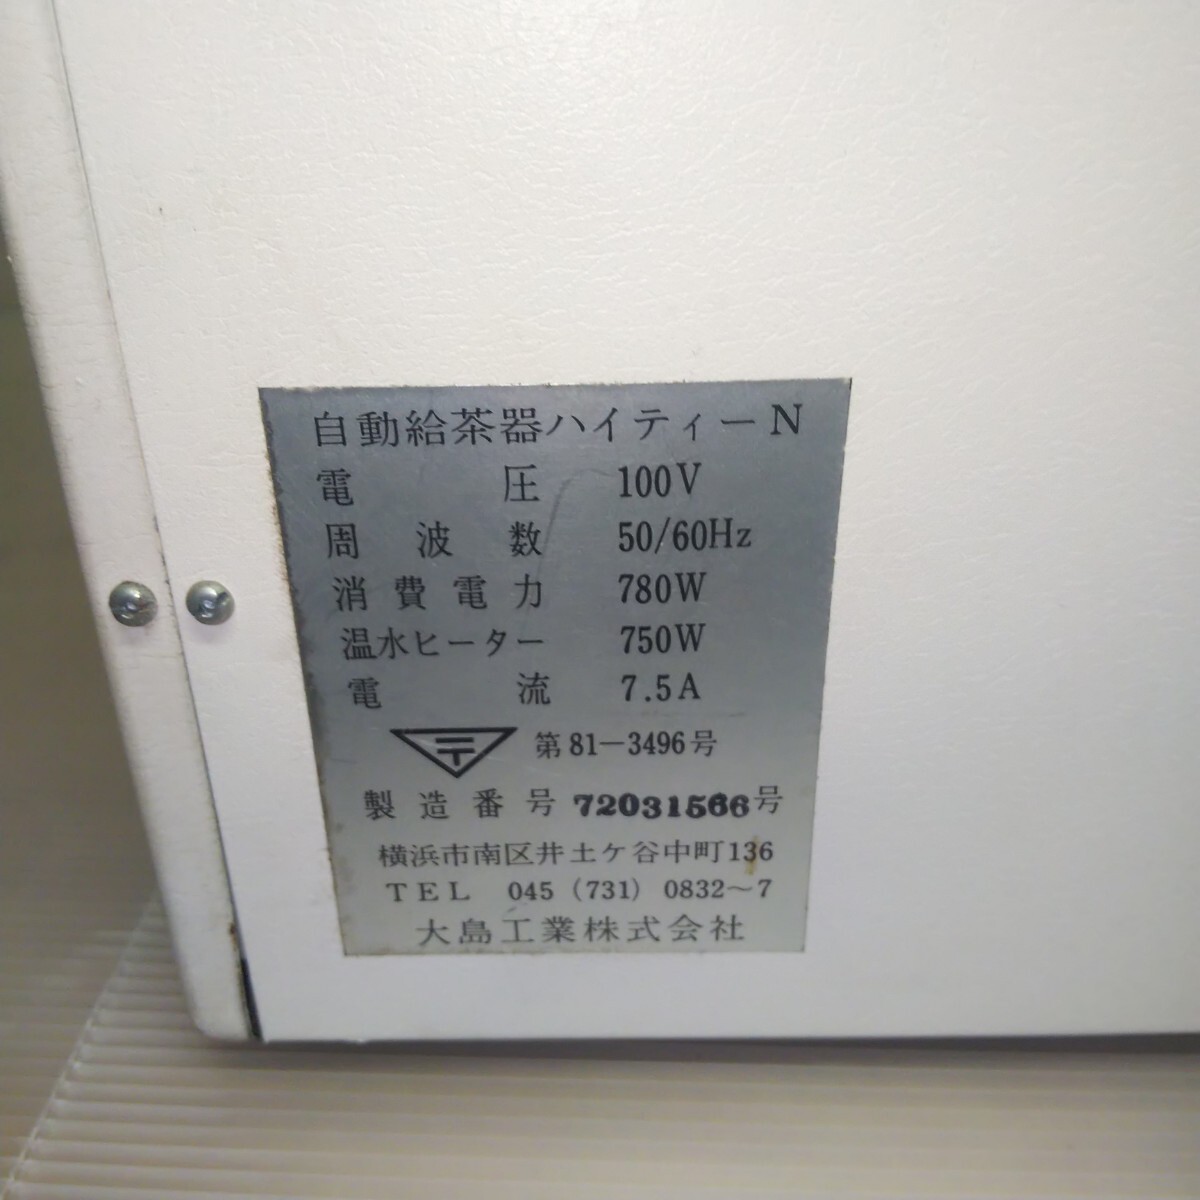 自動給茶器ハイティーN
電圧 100V
周波数 50/60Hz
消費電力 780W
温水ヒーター 750W
電流 7.5A
〒 第81-3496号
製造番号 72031566号
横浜市南区井土ケ谷中町136
TEL 045 (731) 0832〜7
大島工業株式会社